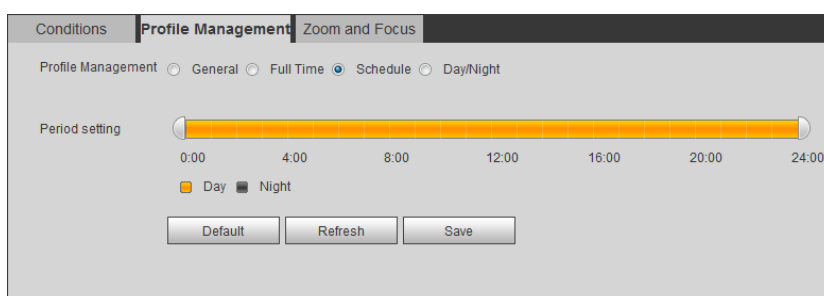 Conditions Profile Management Zoom and Focus
Profile Management General Full Time Schedule Day/Night
Period setting
0:00 4:00 8:00 12:00 16:00 20:00 24:00
Day Night
Default Refresh Save